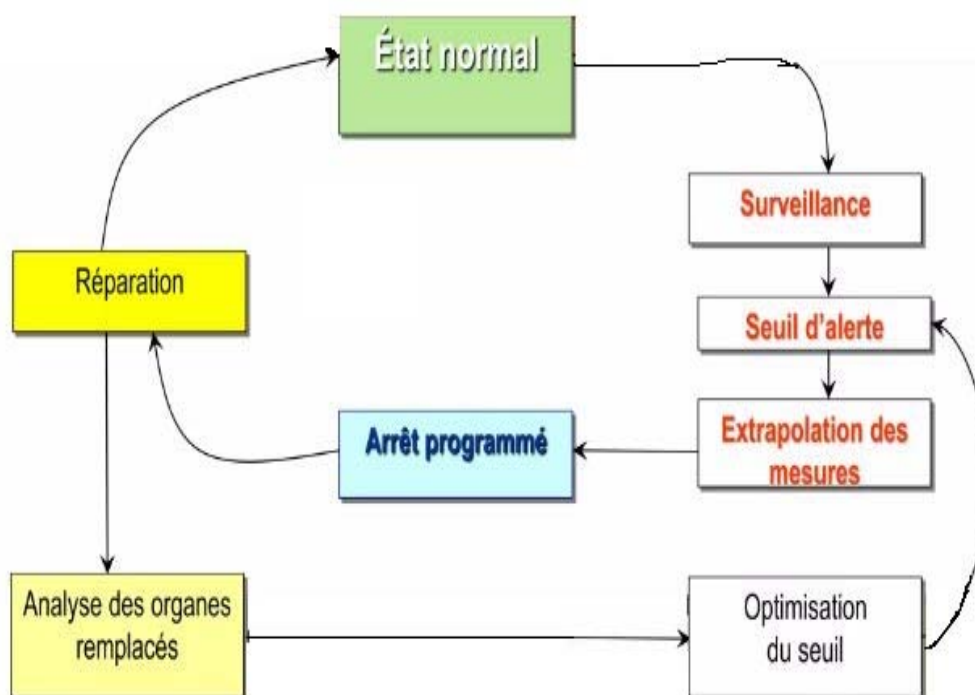 État normal
Surveillance
Réparation
Seuil d'alerte
Arrêt programmé
Extrapolation des
mesures
Analyse des organes
remplacés
Optimisation
du seuil